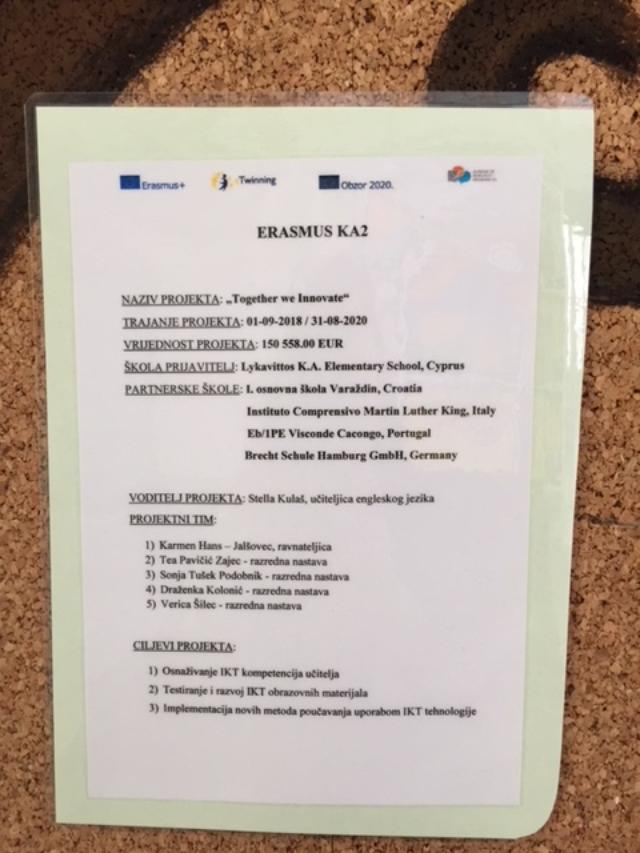 Erasmus+
Twinning
Obzor 2020.
ERASMUS KA2
NAZIV PROJEKTA: „Together we Innovate“
TRAJANJE PROJEKTA: 01-09-2018 / 31-08-2020
VRIJEDNOST PROJEKTA: 150 558.00 EUR
ŠKOLA PRIJAVITELJ: Lykavittos K.A. Elementary School, Cyprus
PARTNERSKE ŠKOLE: I. osnovna škola Varaždin, Croatia
Instituto Comprensivo Martin Luther King, Italy
Eb/1PE Visconde Cacongo, Portugal
Brecht Schule Hamburg GmbH, Germany
VODITELJ PROJEKTA: Stella Kulaš, učiteljica engleskog jezika
PROJEKTNI TIM:
1) Karmen Hans – Jalšovec, ravnateljica
2) Tea Pavičić Zajec - razredna nastava
3) Sonja Tušek Podobnik - razredna nastava
4) Draženka Kolonić - razredna nastava
5) Verica Šilec - razredna nastava
CILJEVI PROJEKTA:
1) Osnaživanje IKT kompetencija učitelja
2) Testiranje i razvoj IKT obrazovnih materijala
3) Implementacija novih metoda poučavanja uporabom IKT tehnologije